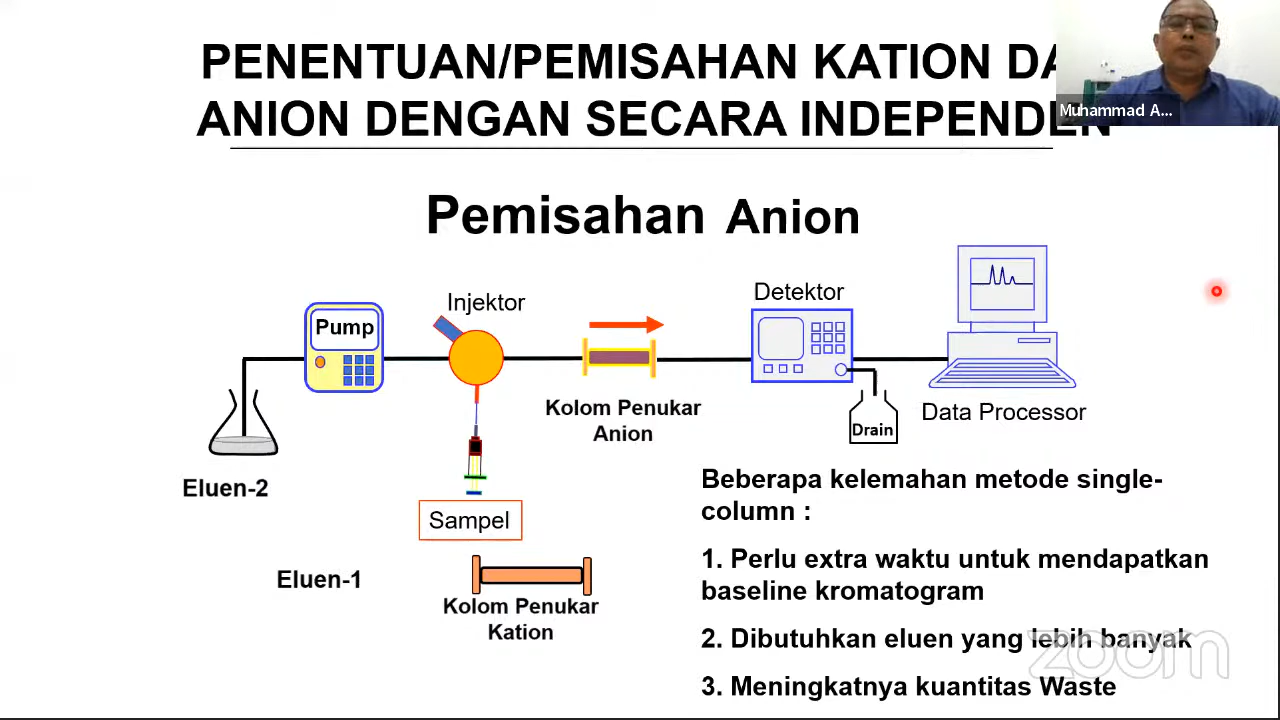 PENENTUAN/PEMISAHAN KATION DA
ANION DENGAN SECARA INDEPENDEN
Muhammad A...
Pemisahan Anion
Injektor
Detektor
Pump
Kolom Penukar
Anion
Drain
Data Processor
Eluen-2
Sampel
Eluen-1
Kolom Penukar
Kation
Beberapa kelemahan metode single-
column :
1. Perlu extra waktu untuk mendapatkan
baseline kromatogram
2. Dibutuhkan eluen yang lebih banyak
3. Meningkatnya kuantitas Waste
zoom